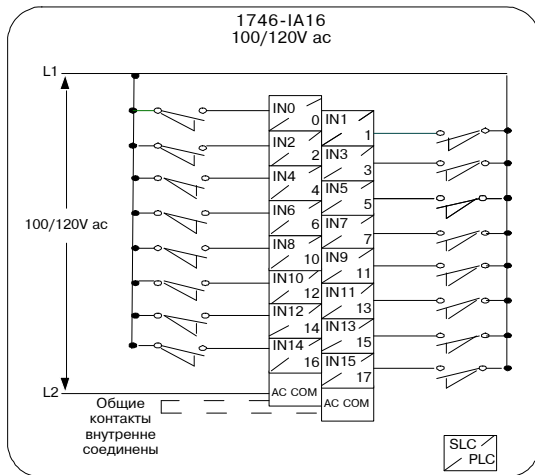 1746-IA16
100/120V ac
L1
IN0
0
IN1
1
IN2
2
IN3
3
IN4
4
IN5
5
IN6
6
IN7
7
100/120V ac
IN8
10
IN9
11
IN10
12
IN11
13
IN12
14
IN13
15
IN14
16
IN15
17
L2
AC COM
AC COM
Общие
контакты
внутренне
соединены
SLC
PLC